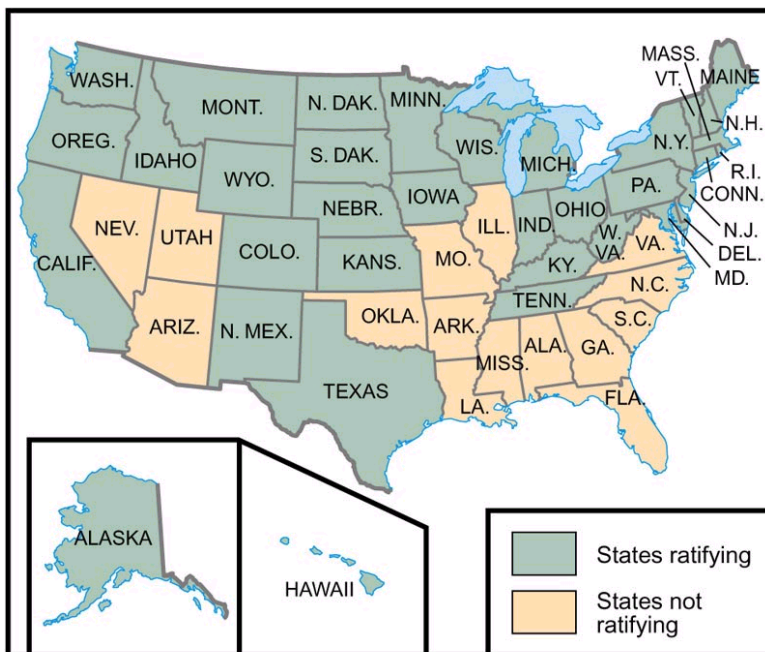 MASS.
VT.
MAINE
WASH.
MONT.
N. DAK.
MINN.
N.H.
OREG.
IDAHO
S. DAK.
WIS.
MICH.
N.Y.
R.I.
WYO.
CONN.
IOWA
PA.
NEBR.
OHIO
N.J.
NEV.
UTAH
ILL.
IND.
W.
VA.
VA.
DEL.
CALIF.
COLO.
KANS.
MO.
KY.
MD.
N.C.
TENN.
ARIZ.
N. MEX.
OKLA.
ARK.
S.C.
MISS.
ALA.
GA.
TEXAS
LA.
FLA.
ALASKA
HAWAII
States ratifying
States not
ratifying